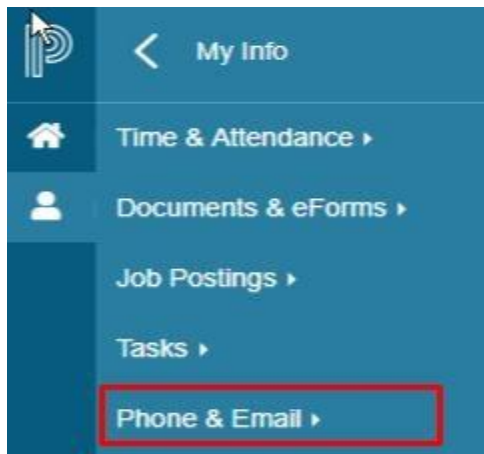 My Info
Time & Attendance
Documents & eForms
Job Postings
Tasks
Phone & Email